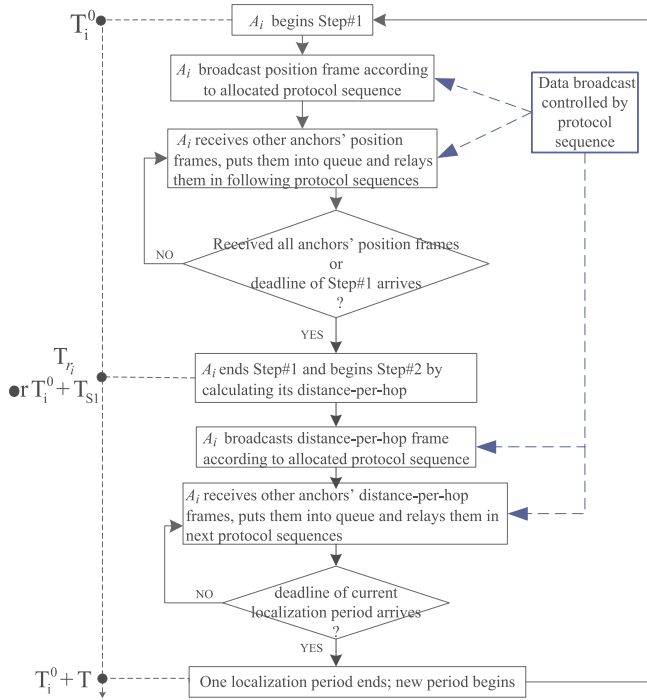 T_i^0
A_i begins Step#1
A_i broadcast position frame according
to allocated protocol sequence
Data broadcast
controlled by
protocol
sequence
A_i receives other anchors' position
frames, puts them into queue and relays
them in following protocol sequences
Received all anchors' position frames
or
deadline of Step#1 arrives
?
NO
YES
T_{r_i}
or T_i^0 + T_{S1}
A_i ends Step#1 and begins Step#2 by
calculating its distance-per-hop
A_i broadcasts distance-per-hop frame
according to allocated protocol sequence
A_i receives other anchors' distance-per-hop
frames, puts them into queue and relays them in
next protocol sequences
NO
deadline of current
localization period arrives
?
YES
T_i^0 + T
One localization period ends; new period begins